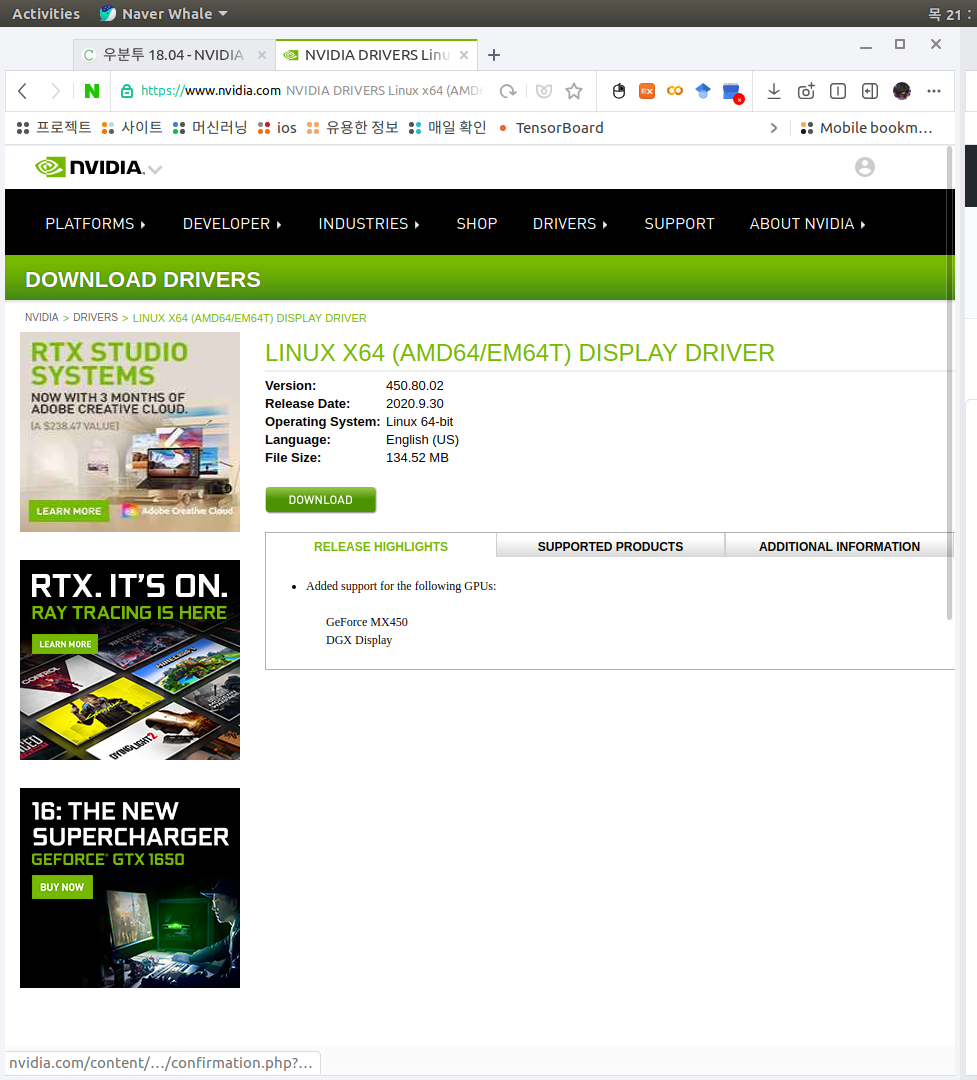 Activities Naver Whale 목 21 :
우분투 18.04 - NVIDIA NVIDIA DRIVERS Linu
https://www.nvidia.com NVIDIA DRIVERS Linux x64 (AMD
프로젝트 사이트 머신러닝 ios 유용한 정보 매일 확인 TensorBoard Mobile bookm…
NVIDIA.
PLATFORMS DEVELOPER INDUSTRIES SHOP DRIVERS SUPPORT ABOUT NVIDIA
DOWNLOAD DRIVERS
NVIDIA > DRIVERS > LINUX X64 (AMD64/EM64T) DISPLAY DRIVER
RTX STUDIO
SYSTEMS
NOW WITH 3 MONTHS OF
ADOBE CREATIVE CLOUD.
(A $238.47 VALUE)
LEARN MORE Adobe Creative Cloud
LINUX X64 (AMD64/EM64T) DISPLAY DRIVER
Version: 450.80.02
Release Date: 2020.9.30
Operating System: Linux 64-bit
Language: English (US)
File Size: 134.52 MB
DOWNLOAD
RELEASE HIGHLIGHTS SUPPORTED PRODUCTS ADDITIONAL INFORMATION
Added support for the following GPUs:
GeForce MX450
DGX Display
RTX. IT'S ON.
RAY TRACING IS HERE
LEARN MORE
CONTROL
MINECRAFT
Cyberpunk
DYING LIGHT 2
16: THE NEW
SUPERCHARGER
GEFORCE® GTX 1650
BUY NOW
nvidia.com/content/…/confirmation.php?…